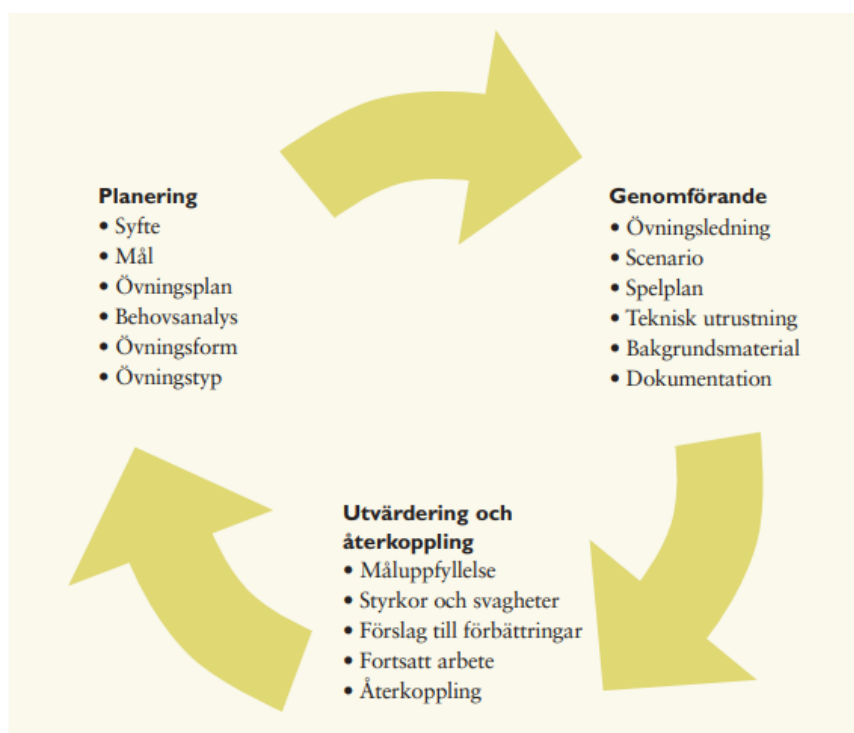 Planering
• Syfte
• Mål
• Övningsplan
• Behovsanalys
• Övningsform
• Övningstyp
Genomförande
• Övningsledning
• Scenario
• Spelplan
• Teknisk utrustning
• Bakgrundsmaterial
• Dokumentation
Utvärdering och
återkoppling
• Måluppfyllelse
• Styrkor och svagheter
• Förslag till förbättringar
• Fortsatt arbete
• Återkoppling